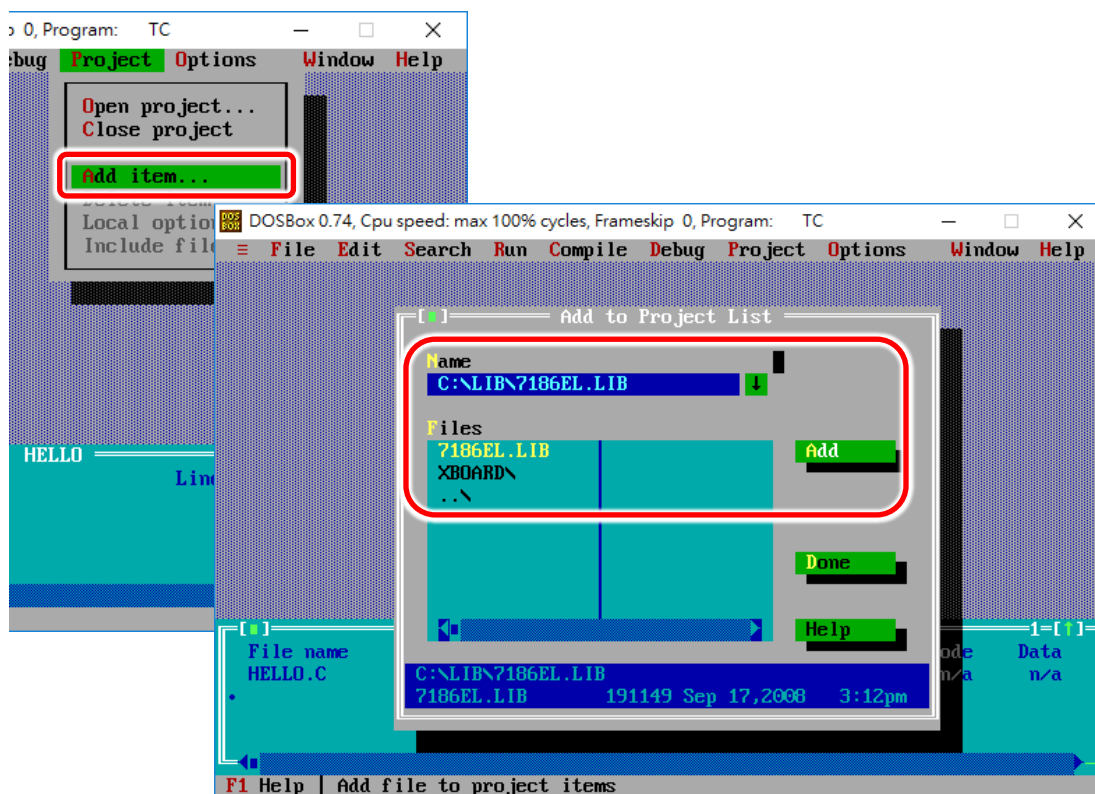 0, Program: TC
bug Project Options Window Help
Open project...
Close project
Add item...
Local optio
Include fil
HELLO
Lin
DOS
BOX
DOSBox 0.74, Cpu speed: max 100% cycles, Frameskip 0, Program: TC
≡ File Edit Search Run Compile Debug Project Options Window Help
Add to Project List
Name
C:\LIB\7186EL.LIB
Files
7186EL.LIB
XBOARD\
..\
Add
Done
Help
C:\LIB\7186EL.LIB
7186EL.LIB 191149 Sep 17,2008 3:12pm
1=[↑]=
File name ode Data
HELLO.C n/a n/a
F1 Help | Add file to project items